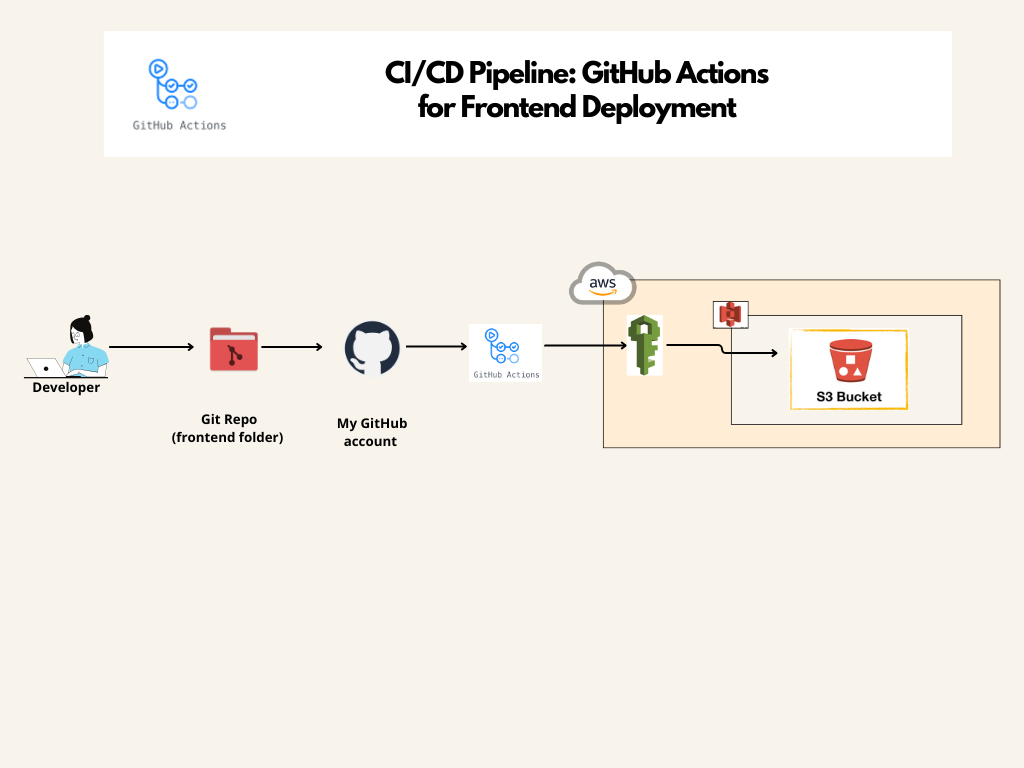 CI/CD Pipeline: GitHub Actions
for Frontend Deployment
GitHub Actions
aws
GitHub Actions
S3 Bucket
Developer
Git Repo
(frontend folder)
My GitHub
account